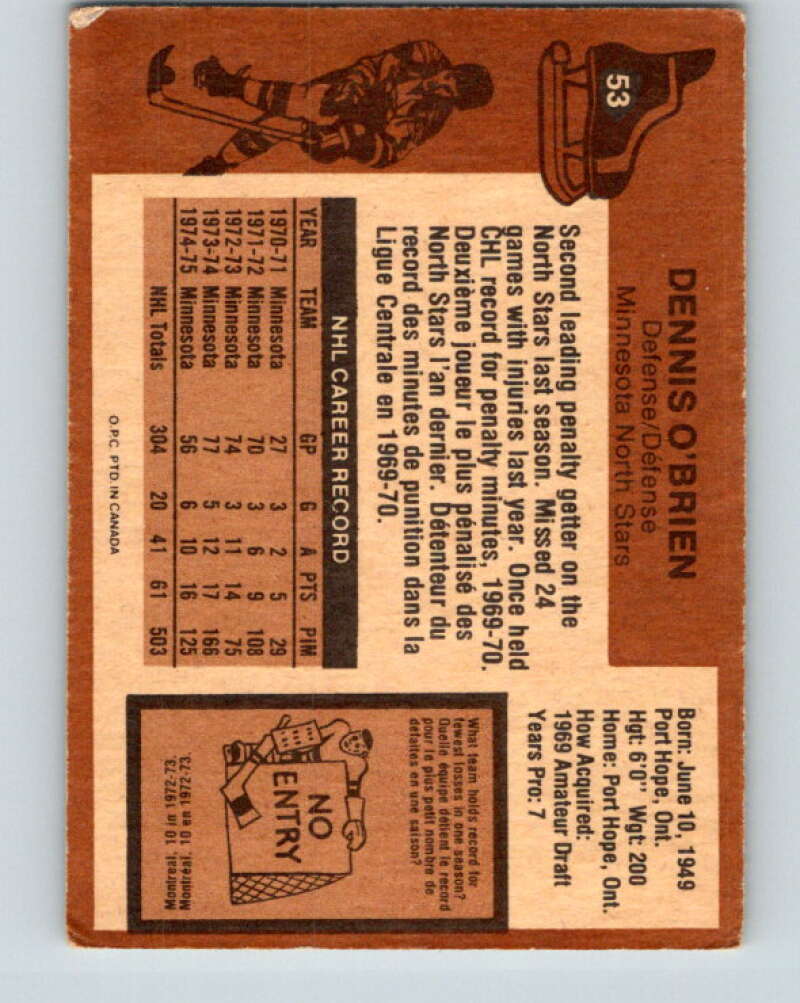 53
DENNIS O'BRIEN
Defense/Défense
Minnesota North Stars
Second leading penalty getter on the
North Stars last season. Missed 24
games with injuries last year. Once held
CHL record for penalty minutes, 1969-70.
Deuxième joueur le plus pénalisé des
North Stars l'an dernier. Détenteur du
record des minutes de punition dans la
Ligue Centrale en 1969-70.
NHL CAREER RECORD
YEAR TEAM GP G A PTS PIM
1970-71 Minnesota 27 3 2 5 29
1971-72 Minnesota 70 3 6 9 108
1972-73 Minnesota 74 3 11 14 75
1973-74 Minnesota 77 5 12 17 166
1974-75 Minnesota 56 6 10 16 125
NHL Totals 304 20 41 61 503
O.P.C. PTD. IN CANADA
Born: June 10, 1949
Port Hope, Ont.
Hgt: 6'0" Wgt: 200
Home: Port Hope, Ont.
How Acquired:
1969 Amateur Draft
Years Pro: 7
What team holds record for
fewest losses in one season?
Quelle équipe détient le record
pour le plus petit nombre de
défaites en une saison?
NO
ENTRY
Montreal, 10 in 1972-73.
Montréal, 10 en 1972-
73.